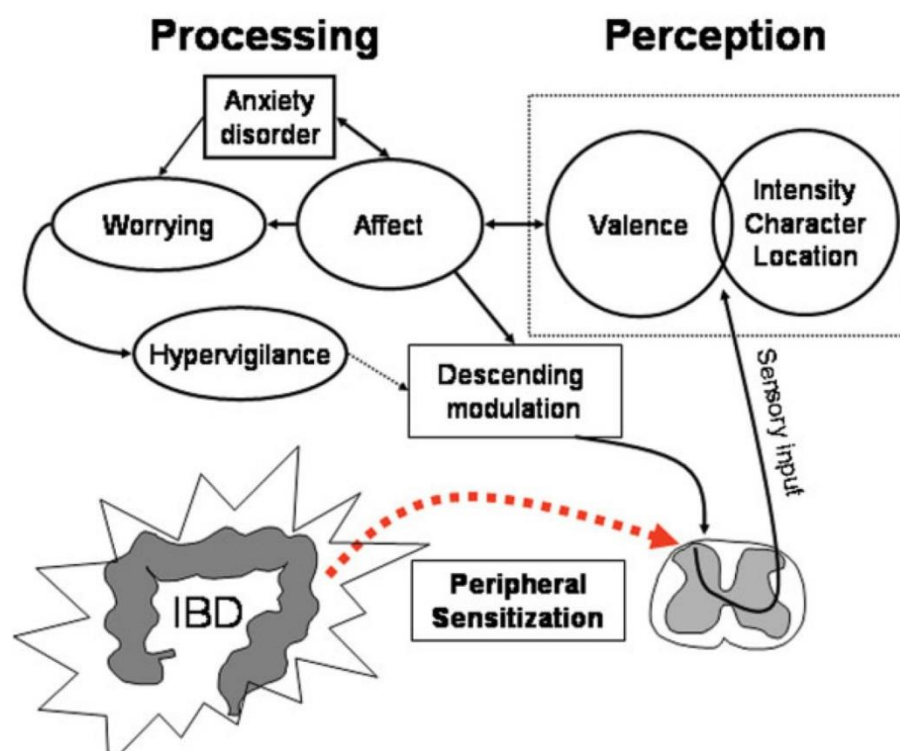 Processing
Perception
Anxiety
disorder
Worrying
Affect
Valence
Intensity
Character
Location
Hypervigilance
Descending
modulation
Sensory input
IBD
Peripheral
Sensitization